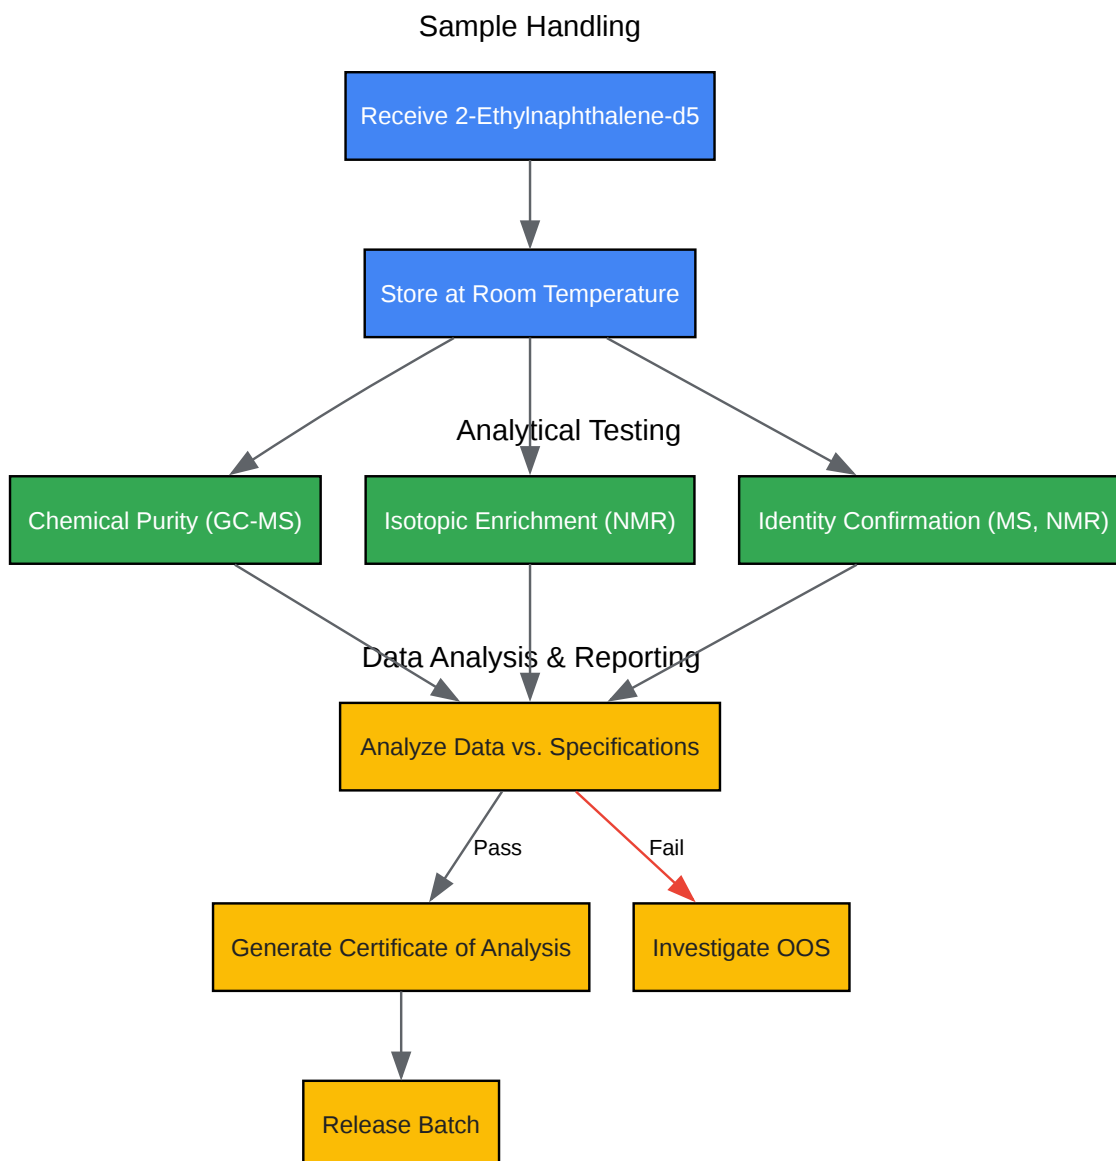 Sample Handling
Receive 2-Ethylnaphthalene-d5
Store at Room Temperature
Analytical Testing
Chemical Purity (GC-MS)
Isotopic Enrichment (NMR)
Identity Confirmation (MS, NMR)
Data Analysis & Reporting
Analyze Data vs. Specifications
Pass
Fail
Generate Certificate of Analysis
Investigate OOS
Release Batch